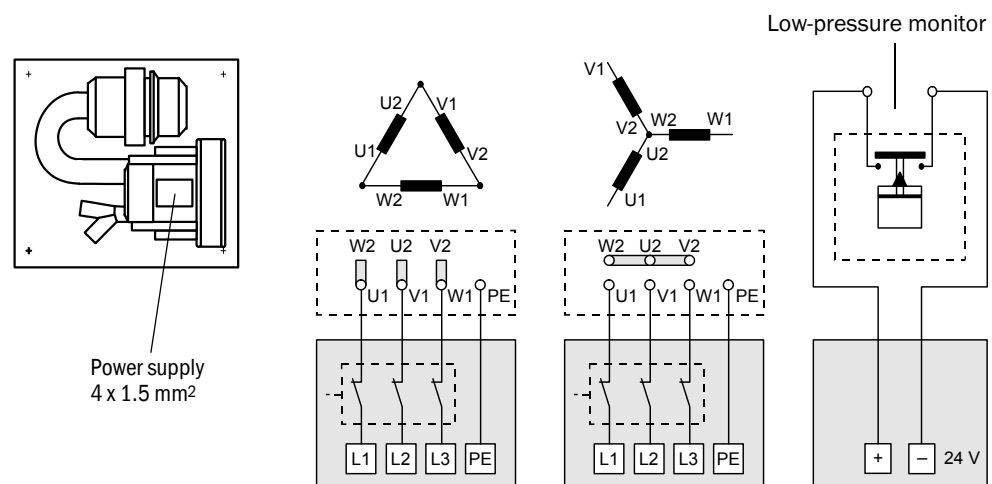 Low-pressure monitor
U2 V1
U1 V2
W2 W1
V1
V2 W2 W1
U2
U1
W2 U2 V2
U1 V1 W1 PE
W2 U2 V2
U1 V1 W1 PE
Power supply
4 x 1.5 mm²
L1 L2 L3 PE
L1 L2 L3 PE
+ – 24 V